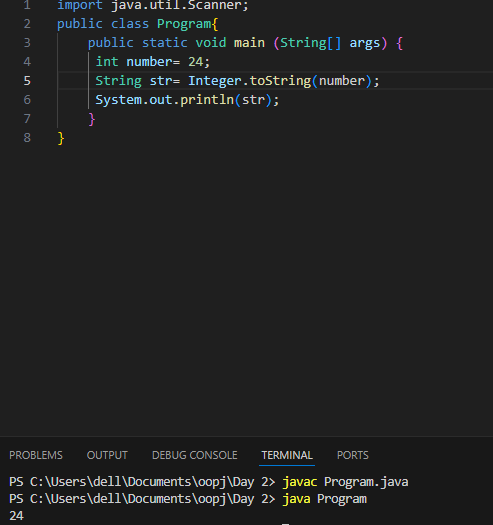 1 import java.util.Scanner;
2 public class Program{
3 public static void main (String[] args) {
4 int number= 24;
5 String str= Integer.toString(number);
6 System.out.println(str);
7 }
8 }
PROBLEMS OUTPUT DEBUG CONSOLE TERMINAL PORTS
PS C:\Users\dell\Documents\oopj\Day 2> javac Program.java
PS C:\Users\dell\Documents\oopj\Day 2> java Program
24